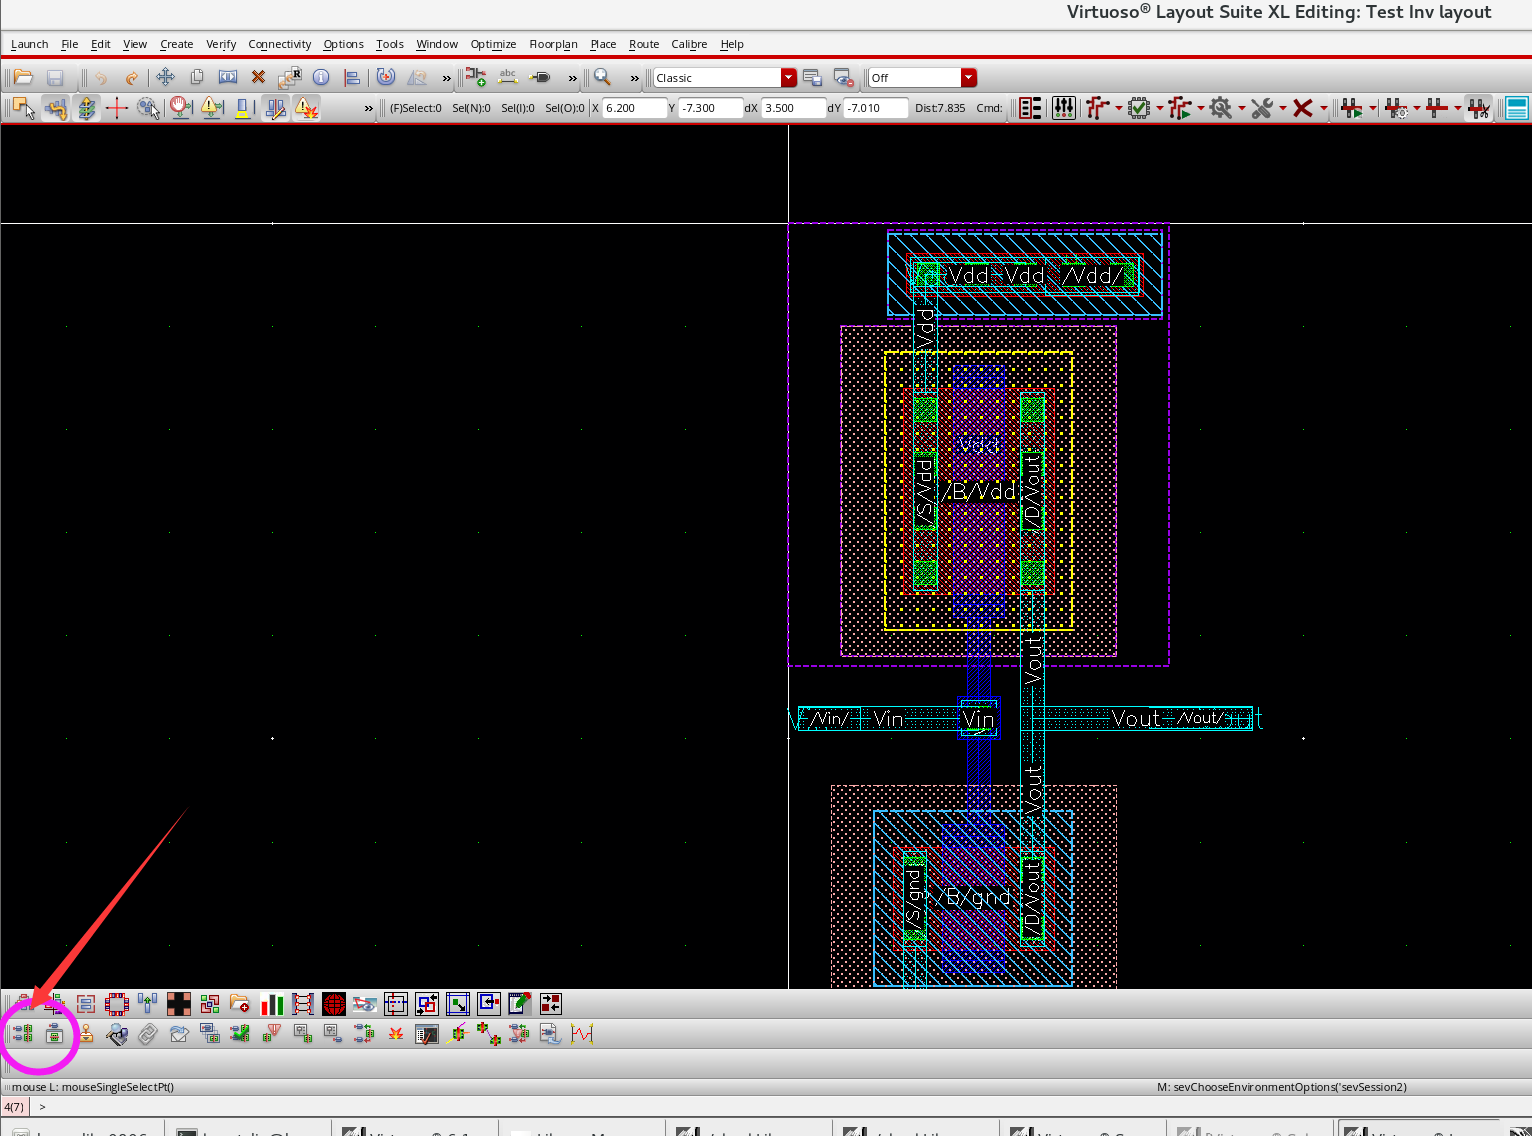 Virtuoso® Layout Suite XL Editing: Test Inv layout
Launch File Edit View Create Verify Connectivity Options Tools Window Optimize Floorplan Place Route Calibre Help
abc » » » Classic Off
» (F)Select:0 Sel(N):0 Sel(I):0 Sel(O):0 X 6.200 Y -7.300 dX 3.500 dY -7.010 Dist:7.835 Cmd:
Vdd Vdd /Vdd/
Vdd
Vdd
/S/Vdd /B/Vdd /D/Vout
Vout
/Vin/ Vin Vin Vout /Vout/
Vout
/S/gnd /B/gnd /D/Vout
mouse L: mouseSingleSelectPt() M: sevChooseEnvironmentOptions('sevSession2)
4(7) >